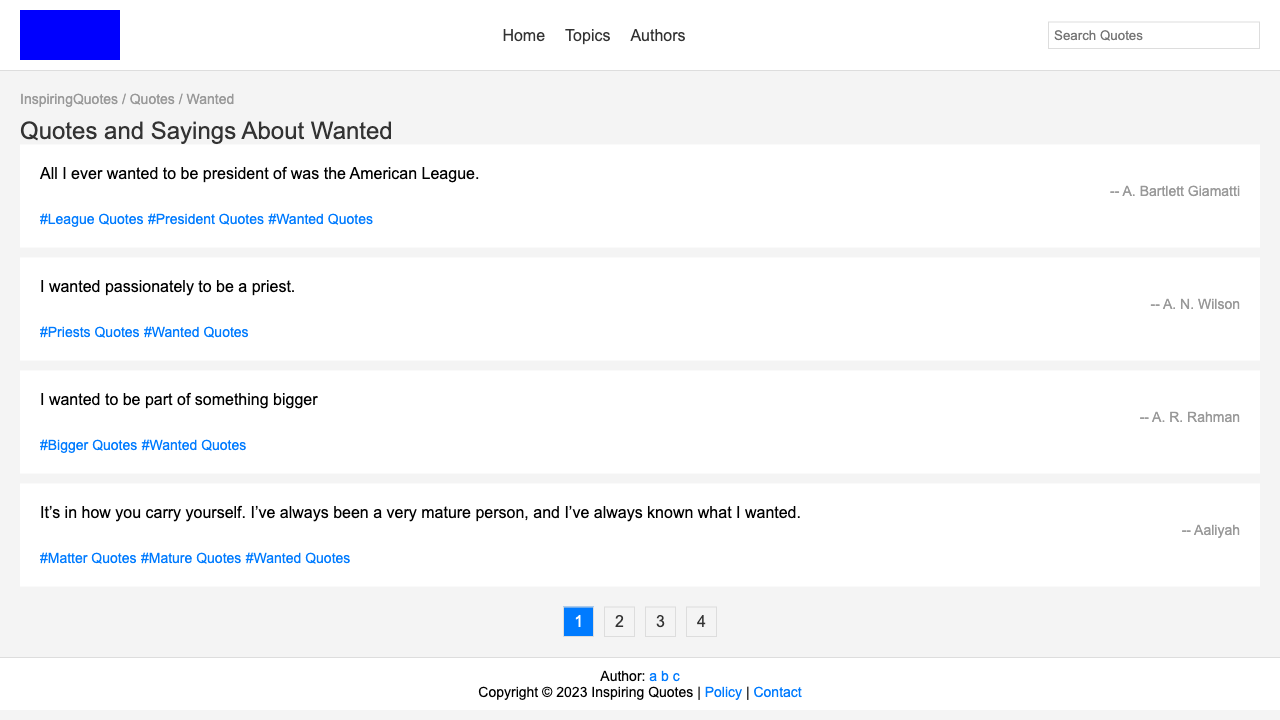 Home Topics Authors Search Quotes
InspiringQuotes / Quotes / Wanted
Quotes and Sayings About Wanted
All I ever wanted to be president of was the American League.
-- A. Bartlett Giamatti
#League Quotes #President Quotes #Wanted Quotes
I wanted passionately to be a priest.
-- A. N. Wilson
#Priests Quotes #Wanted Quotes
I wanted to be part of something bigger
-- A. R. Rahman
#Bigger Quotes #Wanted Quotes
It’s in how you carry yourself. I’ve always been a very mature person, and I’ve always known what I wanted.
-- Aaliyah
#Matter Quotes #Mature Quotes #Wanted Quotes
1 2 3 4
Author: a b c
Copyright © 2023 Inspiring Quotes | Policy | Contact